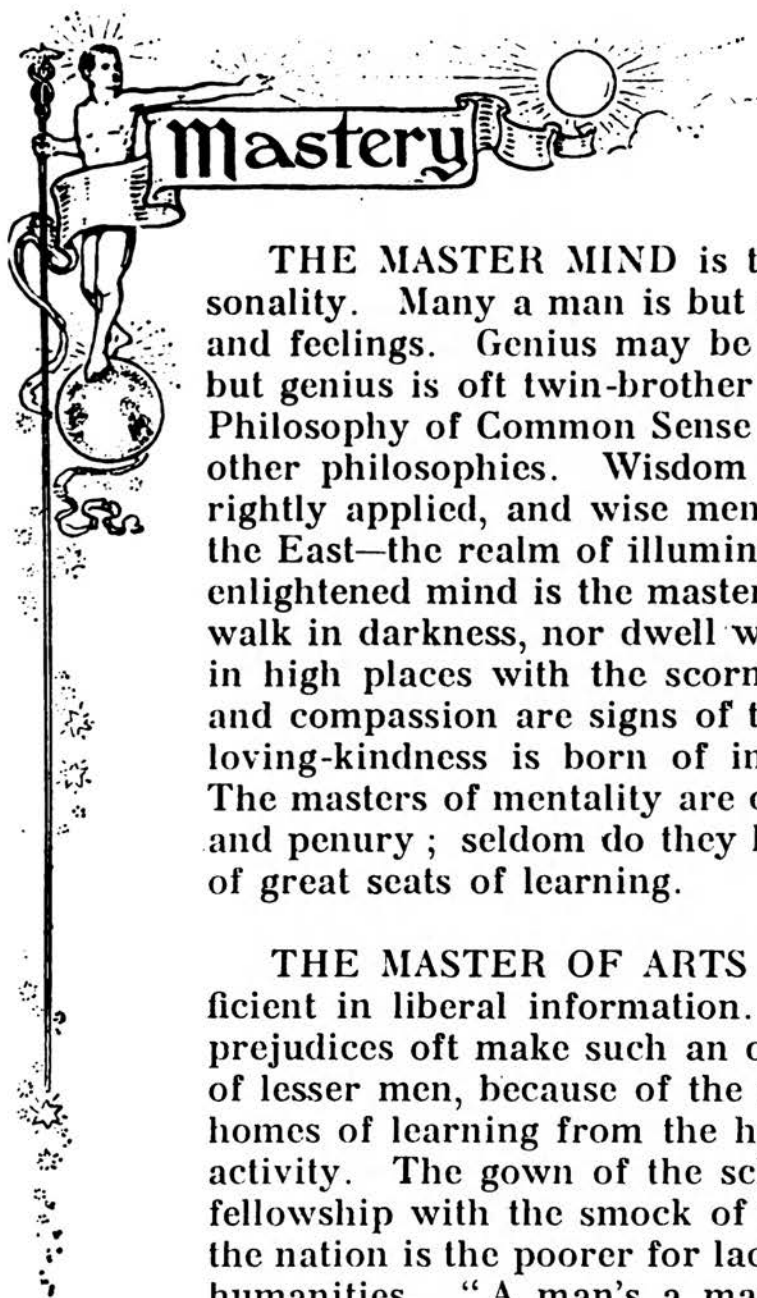 Mastery
THE MASTER MIND is t
sonality. Many a man is but
and feelings. Genius may be
but genius is oft twin-brother
Philosophy of Common Sense
other philosophies. Wisdom
rightly applied, and wise men
the East—the realm of illumin
enlightened mind is the master
walk in darkness, nor dwell w
in high places with the scorn
and compassion are signs of t
loving-kindness is born of in
The masters of mentality are o
and penury ; seldom do they l
of great seats of learning.
THE MASTER OF ARTS
ficient in liberal information.
prejudices oft make such an o
of lesser men, because of the
homes of learning from the h
activity. The gown of the sc
fellowship with the smock of
the nation is the poorer for lac
humanities. “ A man's a ma